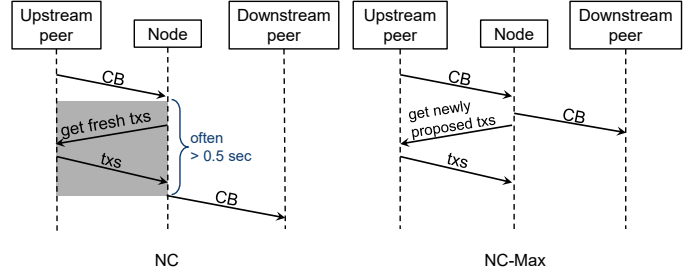 Upstream
peer
Node
Downstream
peer
CB
get fresh txs
txs
often
> 0.5 sec
CB
NC
Upstream
peer
Node
Downstream
peer
CB
CB
get newly
proposed txs
txs
NC-Max